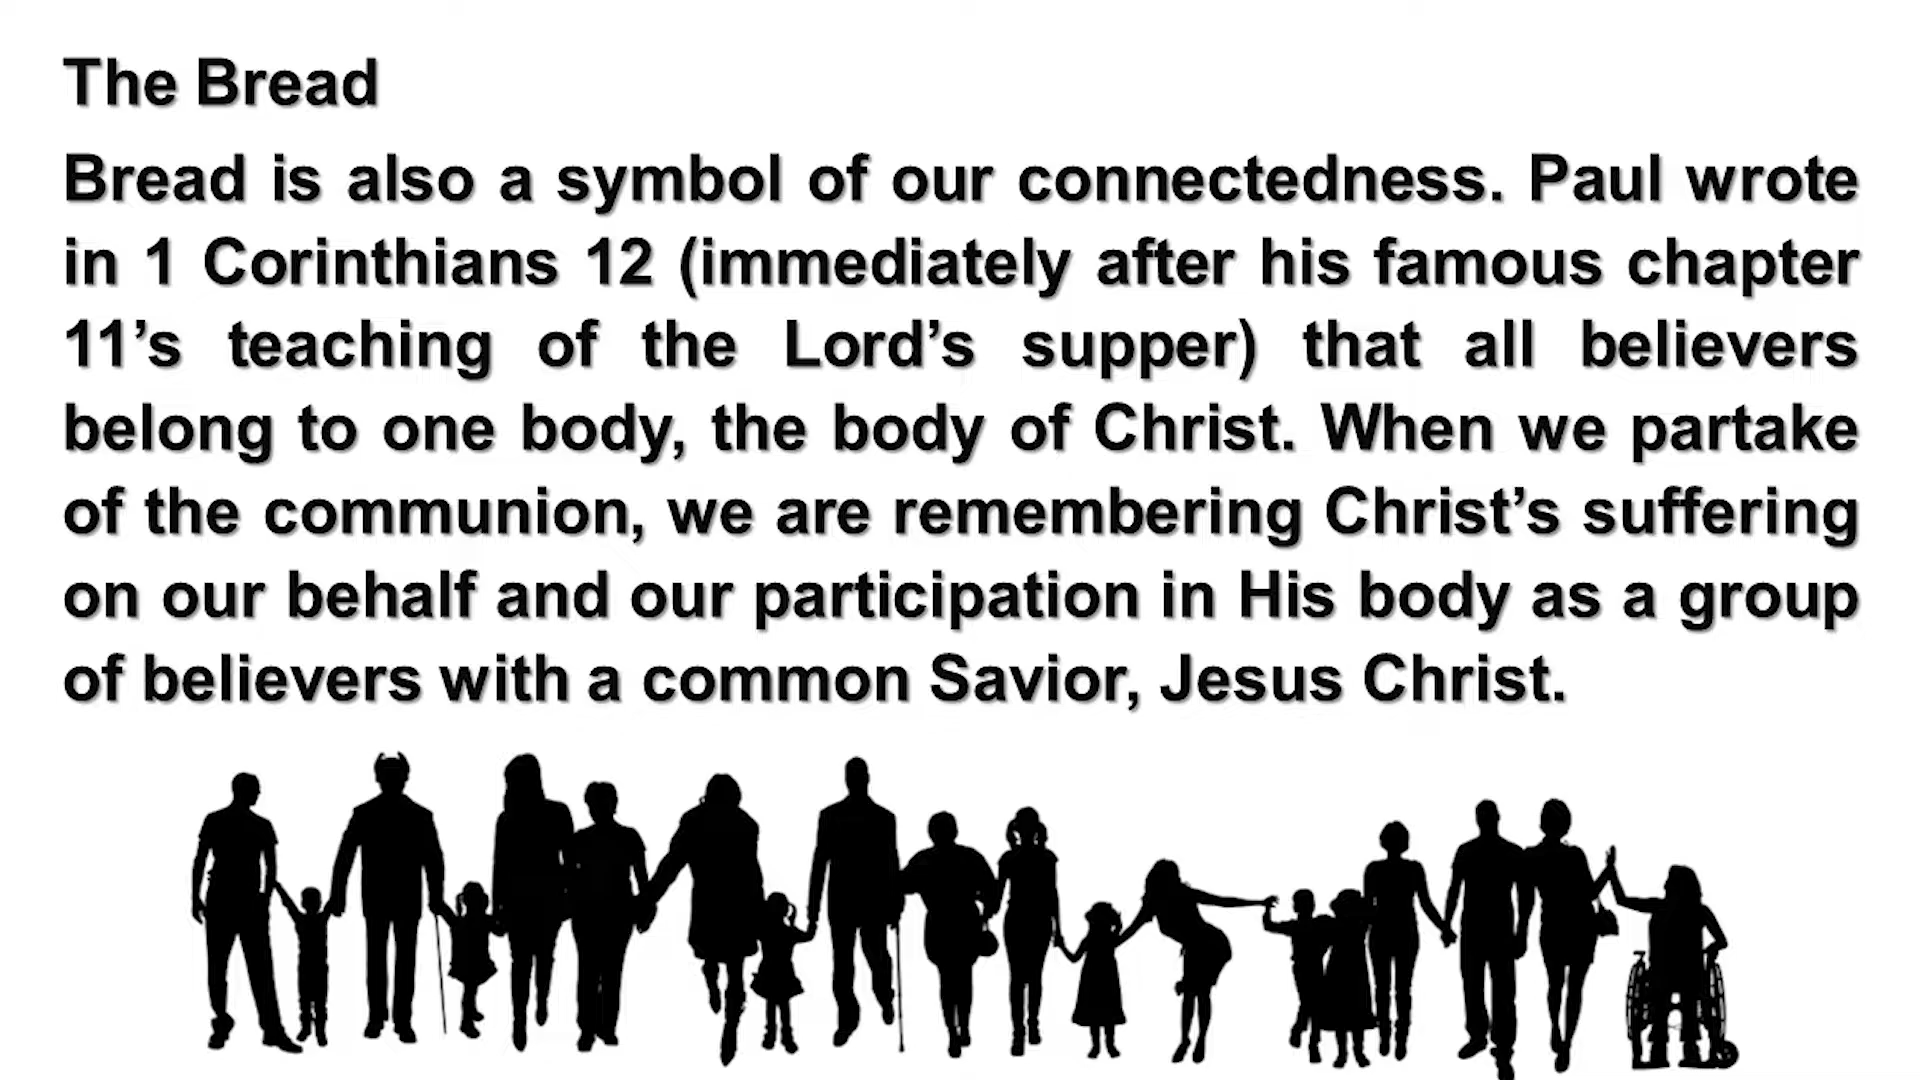 The Bread
Bread is also a symbol of our connectedness. Paul wrote
in 1 Corinthians 12 (immediately after his famous chapter
11’s teaching of the Lord’s supper) that all believers
belong to one body, the body of Christ. When we partake
of the communion, we are remembering Christ’s suffering
on our behalf and our participation in His body as a group
of believers with a common Savior, Jesus Christ.